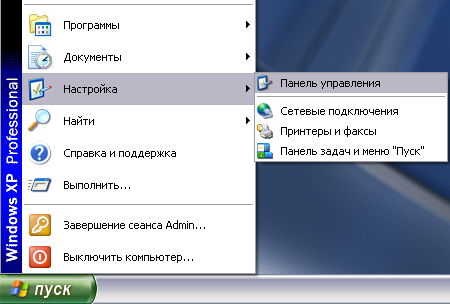 Программы
Документы
Настройка
Найти
Справка и поддержка
Выполнить...
Завершение сеанса Admin...
Выключить компьютер...
Панель управления
Сетевые подключения
Принтеры и факсы
Панель задач и меню "Пуск"
Windows XP Professional
пуск